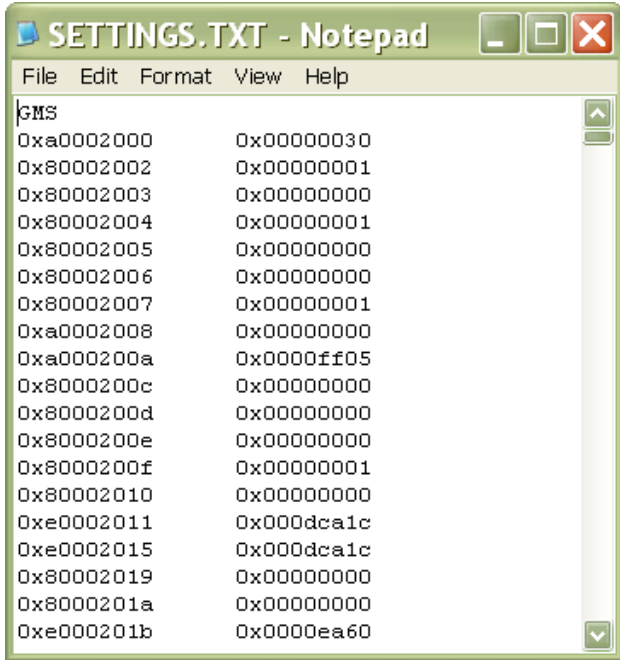 SETTINGS.TXT - Notepad
File Edit Format View Help
GMS
0xa0002000 0x00000030
0x80002002 0x00000001
0x80002003 0x00000000
0x80002004 0x00000001
0x80002005 0x00000000
0x80002006 0x00000000
0x80002007 0x00000001
0xa0002008 0x00000000
0xa000200a 0x0000ff05
0x8000200c 0x00000000
0x8000200d 0x00000000
0x8000200e 0x00000000
0x8000200f 0x00000001
0x80002010 0x00000000
0xe0002011 0x000dca1c
0xe0002015 0x000dca1c
0x80002019 0x00000000
0x8000201a 0x00000000
0xe000201b 0x0000ea60